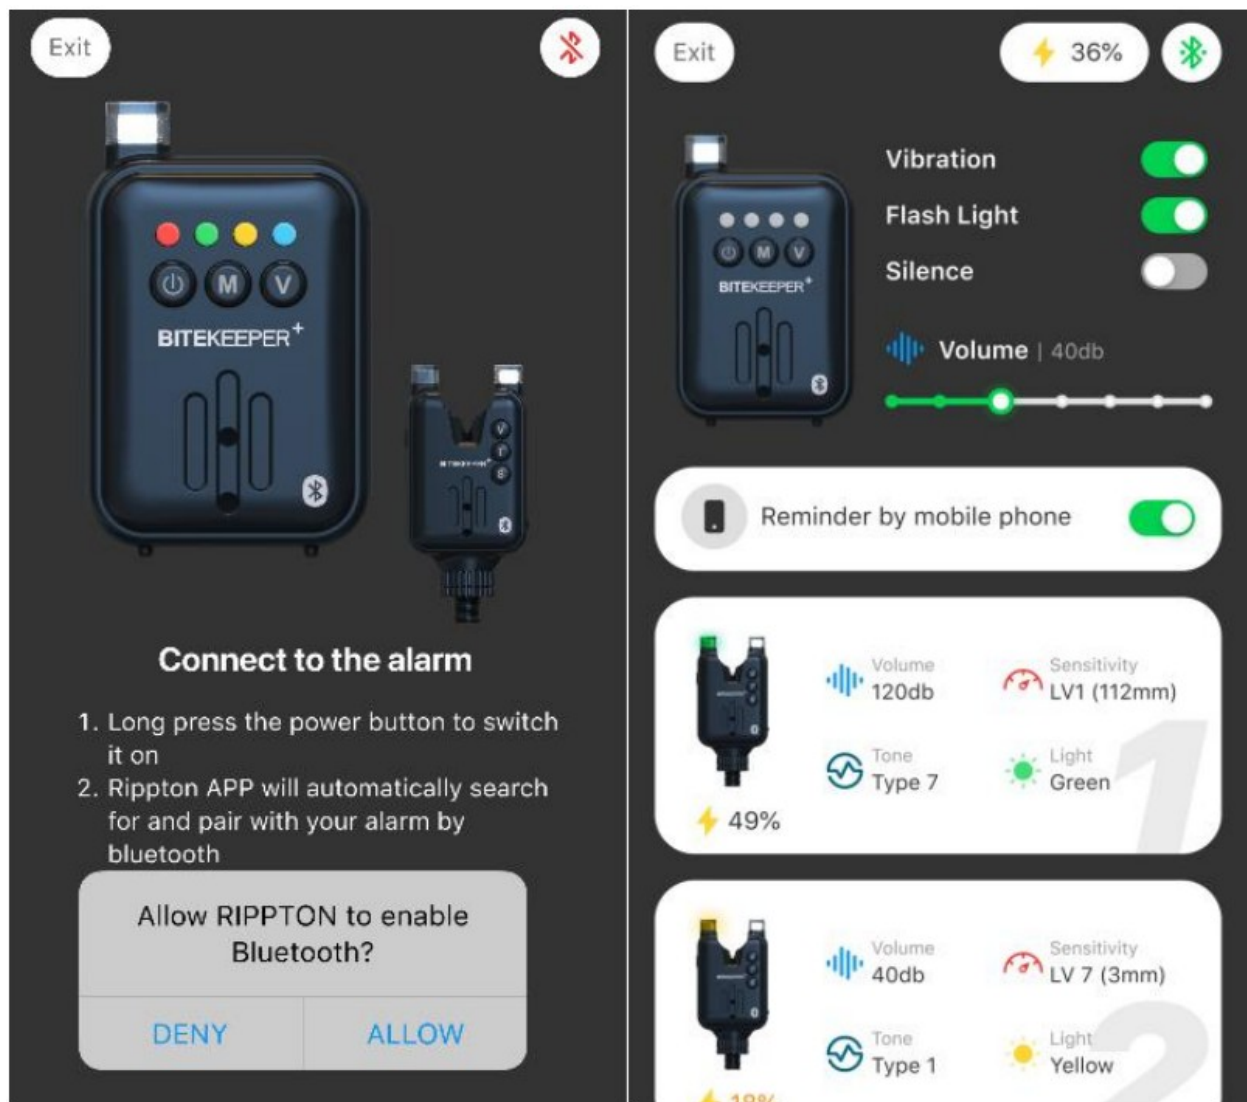 Exit
M
V
BITEKEEPER+
V
T
S
Connect to the alarm
1. Long press the power button to switch
it on
2. Rippton APP will automatically search
for and pair with your alarm by
bluetooth
Allow RIPPTON to enable
Bluetooth?
DENY
ALLOW
Exit
36%
Vibration
Flash Light
Silence
M
V
BITEKEEPER+
Volume | 40db
Reminder by mobile phone
Volume
120db
Sensitivity
LV1 (112mm)
Tone
Type 7
Light
Green
49%
1
Volume
40db
Sensitivity
LV 7 (3mm)
Tone
Type 1
Light
Yellow
2